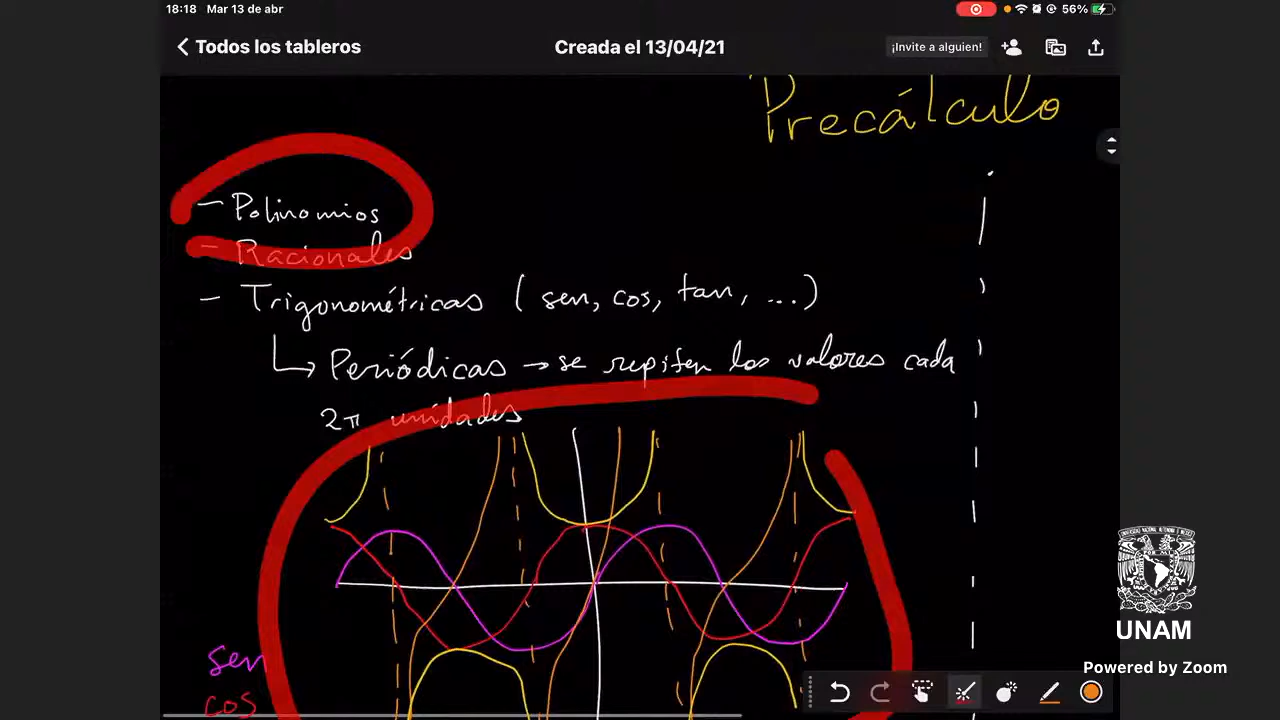 18:18 Mar 13 de abr 56%
Todos los tableros Creada el 13/04/21 ¡Invite a alguien!
Precálculo
- Polinomios
- Racionales
- Trigonométricas (sen, cos, tan, ...)
Periódicas → se repiten los valores cada
2π unidades
sen
cos
UNAM
Powered by Zoom